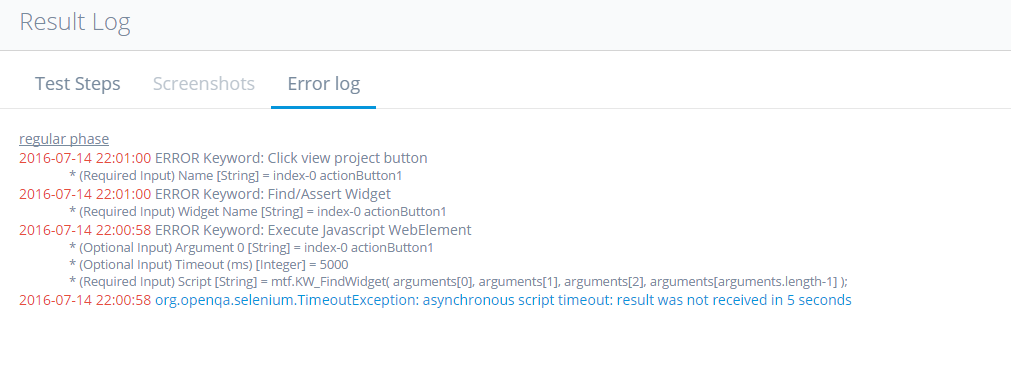 Result Log
Test Steps Screenshots Error log
regular phase
2016-07-14 22:01:00 ERROR Keyword: Click view project button
* (Required Input) Name [String] = index-0 actionButton1
2016-07-14 22:01:00 ERROR Keyword: Find/Assert Widget
* (Required Input) Widget Name [String] = index-0 actionButton1
2016-07-14 22:00:58 ERROR Keyword: Execute Javascript WebElement
* (Optional Input) Argument 0 [String] = index-0 actionButton1
* (Optional Input) Timeout (ms) [Integer] = 5000
* (Required Input) Script [String] = mtf.KW_FindWidget( arguments[0], arguments[1], arguments[2], arguments[arguments.length-1] );
2016-07-14 22:00:58 org.openqa.selenium.TimeoutException: asynchronous script timeout: result was not received in 5 seconds